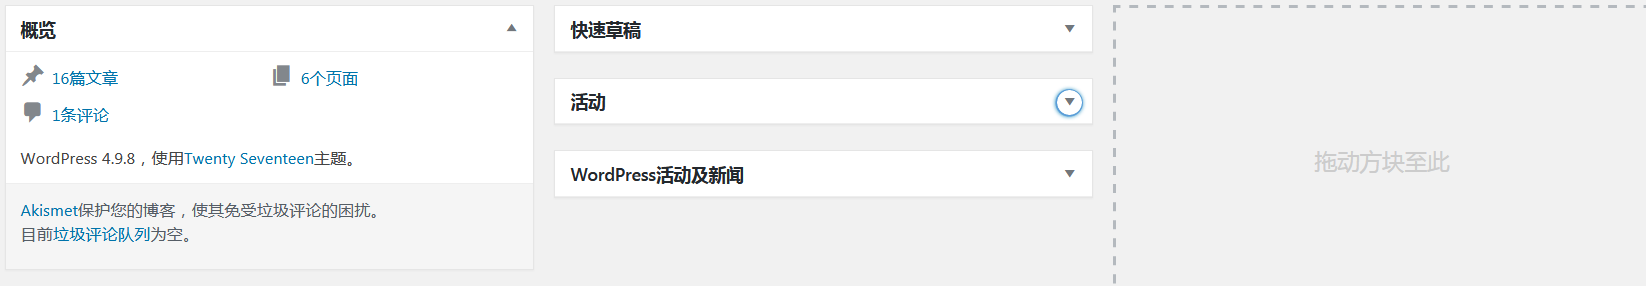 概览
16篇文章
6个页面
1条评论
WordPress 4.9.8，使用Twenty Seventeen主题。
Akismet保护您的博客，使其免受垃圾评论的困扰。
目前垃圾评论队列为空。
快速草稿
活动
WordPress活动及新闻
拖动方块至此